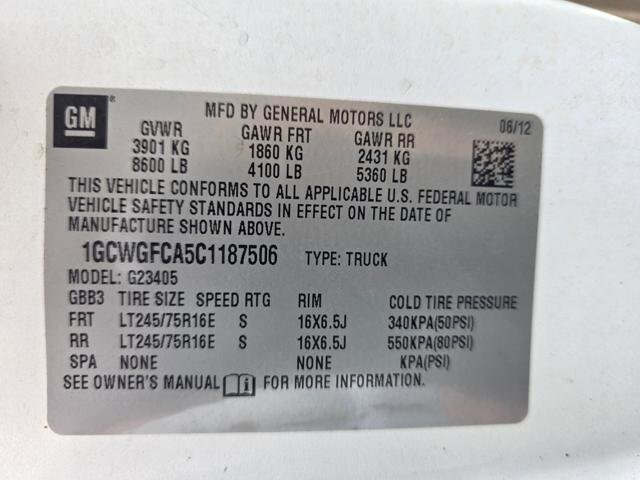 GM ®
MFD BY GENERAL MOTORS LLC
06/12
GVWR GAWR FRT GAWR RR
3901 KG 1860 KG 2431 KG
8600 LB 4100 LB 5360 LB
THIS VEHICLE CONFORMS TO ALL APPLICABLE U.S. FEDERAL MOTOR
VEHICLE SAFETY STANDARDS IN EFFECT ON THE DATE OF
MANUFACTURE SHOWN ABOVE.
1GCWGFCA5C1187506 TYPE: TRUCK
MODEL: G23405
GBB3 TIRE SIZE SPEED RTG RIM COLD TIRE PRESSURE
FRT LT245/75R16E S 16X6.5J 340KPA(50PSI)
RR LT245/75R16E S 16X6.5J 550KPA(80PSI)
SPA NONE NONE KPA(PSI)
SEE OWNER'S MANUAL i FOR MORE INFORMATION.